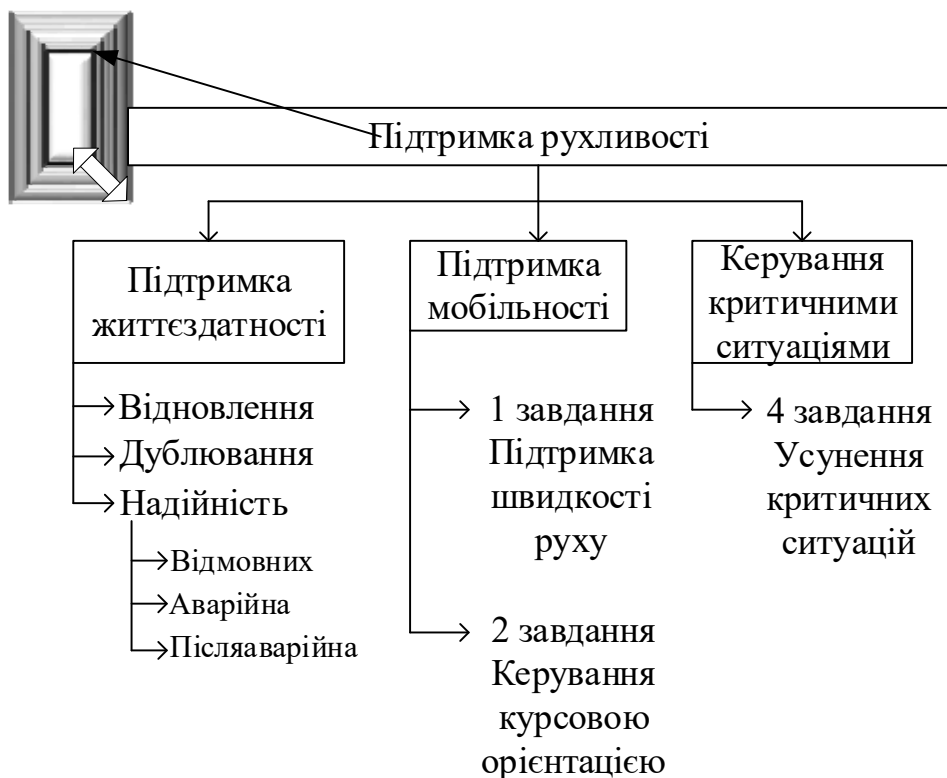 Підтримка рухливості
Підтримка
життєздатності
Відновлення
Дублювання
Надійність
Відмовних
Аварійна
Післяаварійна
Підтримка
мобільності
1 завдання
Підтримка
швидкості
руху
2 завдання
Керування
курсовою
орієнтацією
Керування
критичними
ситуаціями
4 завдання
Усунення
критичних
ситуацій